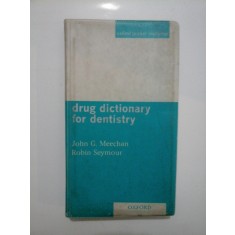 drug dictionary
for dentistry
John G. Meechan
Robin Seymour
OXFORD